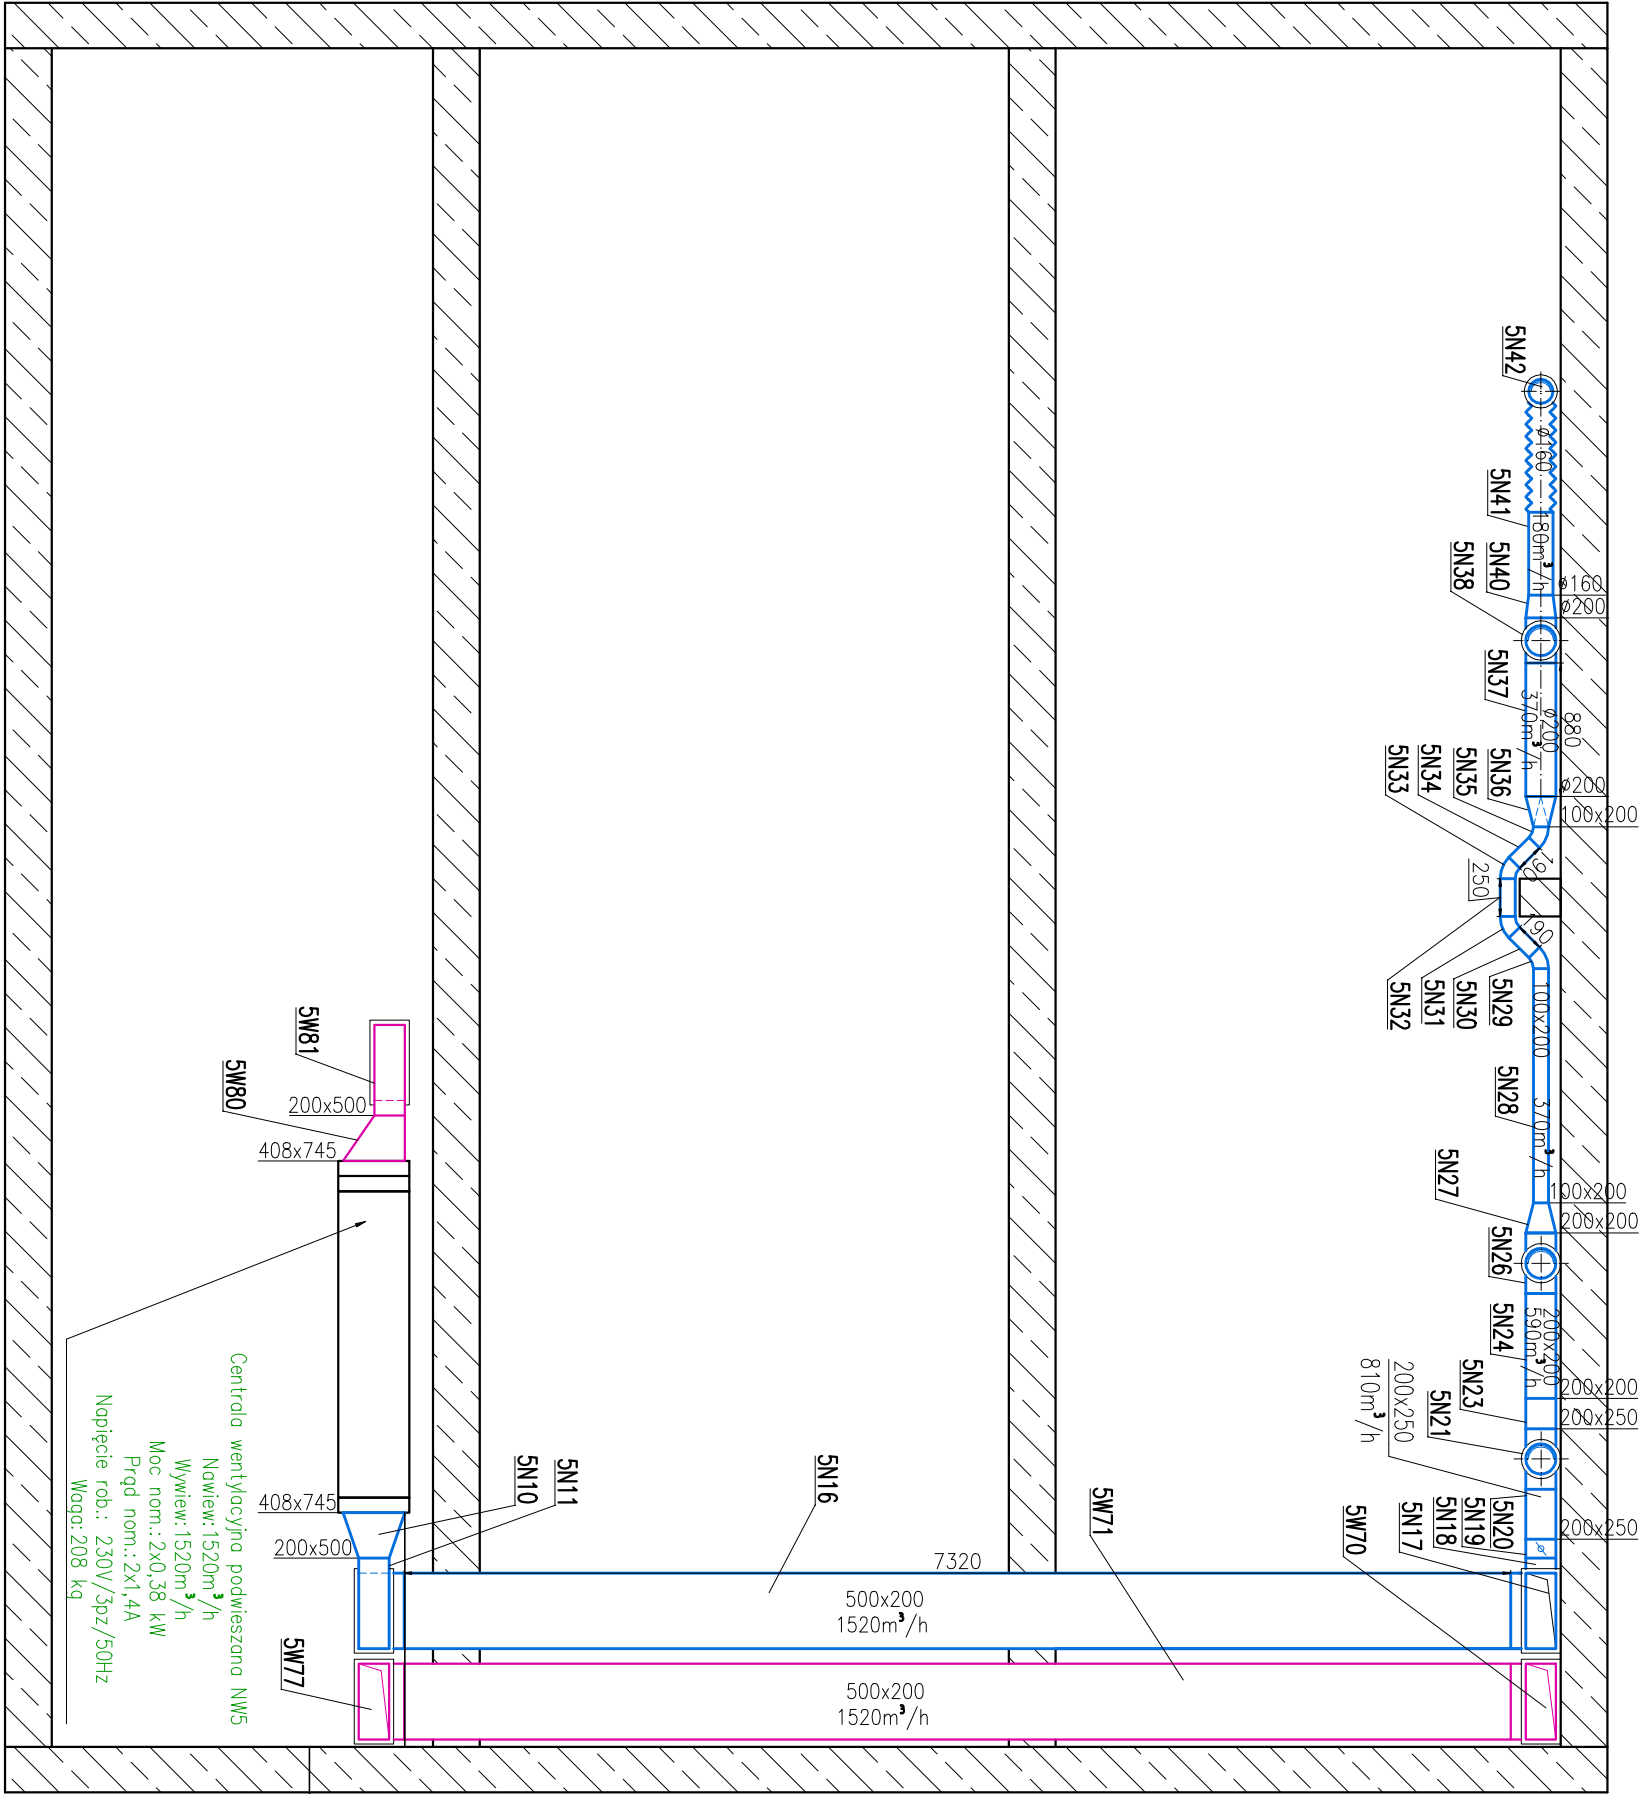 5N42
ø160
5N41
180m³/h
5N40
5N38
ø160
ø200
5N37
880
ø200
370m³/h
ø200
100x200
5N36
5N35
5N34
5N33
190
250
190
5N29
5N30
5N31
5N32
100x200
5N28
370m³/h
5N27
100x200
200x200
5N26
5N24
200x200
590m³/h
200x200
200x250
5N23
5N21
200x250
810m³/h
200x250
5N20
5N19
5N18
5N17
5W70
5W71
5N16
7320
500x200
1520m³/h
500x200
1520m³/h
5W81
5W80
200x500
408x745
408x745
200x500
5N11
5N10
5W77
Centrala wentylacyjna podwieszana NW5
Nawiew:1520m³/h
Wywiew:1520m³/h
Moc nom.:2x0,38 kW
Prąd nom.:2x1,4A
Napięcie rob.: 230V/3pz/50Hz
Waga:208 kg